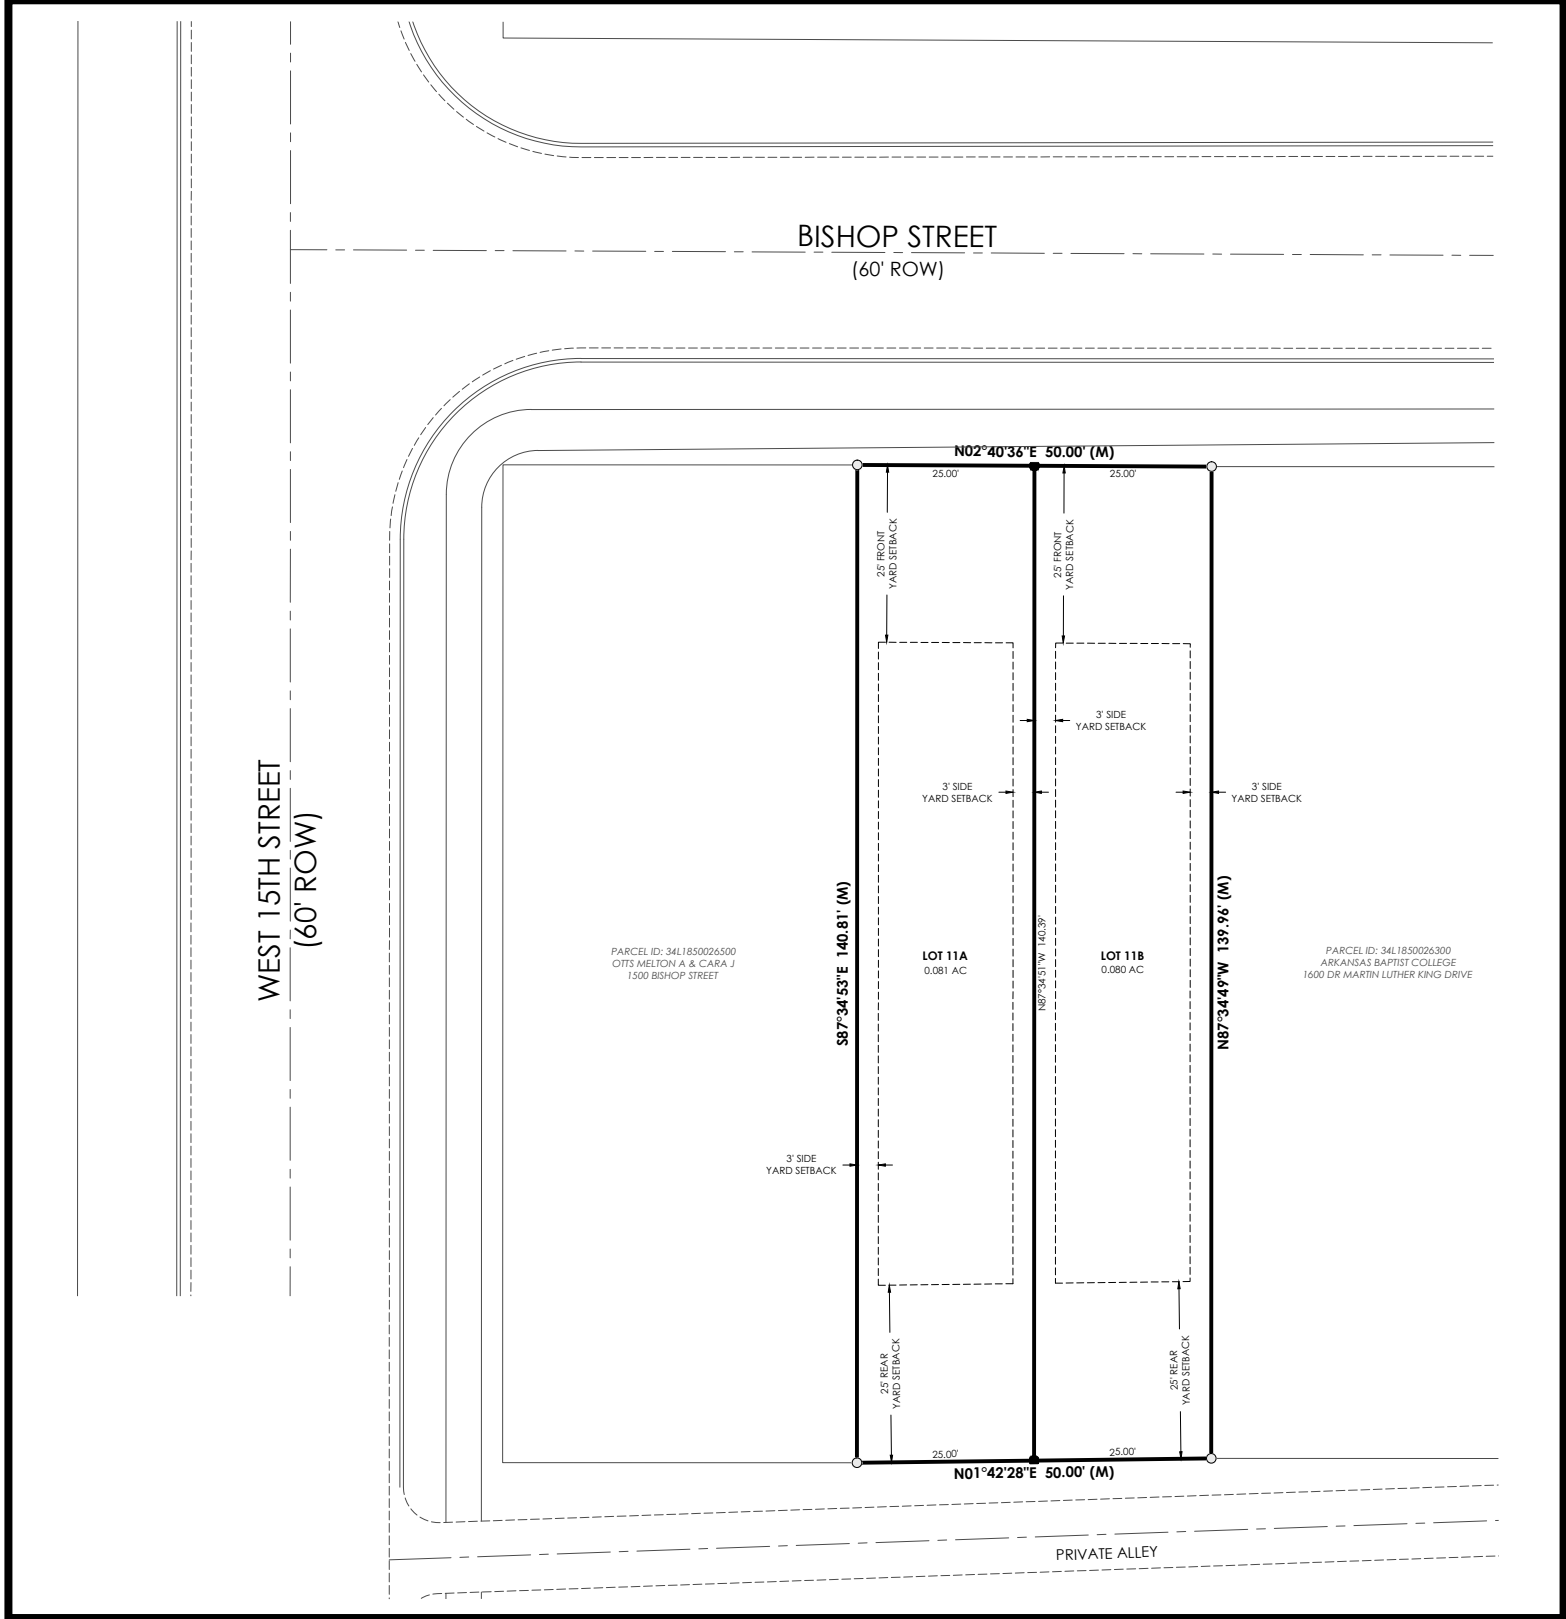 BISHOP STREET
(60' ROW)
N02°40'36"E 50.00' (M)
25.00'
25.00'
25' FRONT
YARD SETBACK
25' FRONT
YARD SETBACK
3' SIDE
YARD SETBACK
3' SIDE
YARD SETBACK
3' SIDE
YARD SETBACK
WEST 15TH STREET
(60' ROW)
S87°34'53"E 140.81' (M)
N87°34'51"W 140.39'
N87°34'49"W 139.96' (M)
PARCEL ID: 34L1850026500
OTTS MELTON A & CARA J
1500 BISHOP STREET
LOT 11A
0.081 AC
LOT 11B
0.080 AC
PARCEL ID: 34L1850026300
ARKANSAS BAPTIST COLLEGE
1600 DR MARTIN LUTHER KING DRIVE
3' SIDE
YARD SETBACK
25' REAR
YARD SETBACK
25' REAR
YARD SETBACK
25.00'
25.00'
N01°42'28"E 50.00' (M)
PRIVATE ALLEY